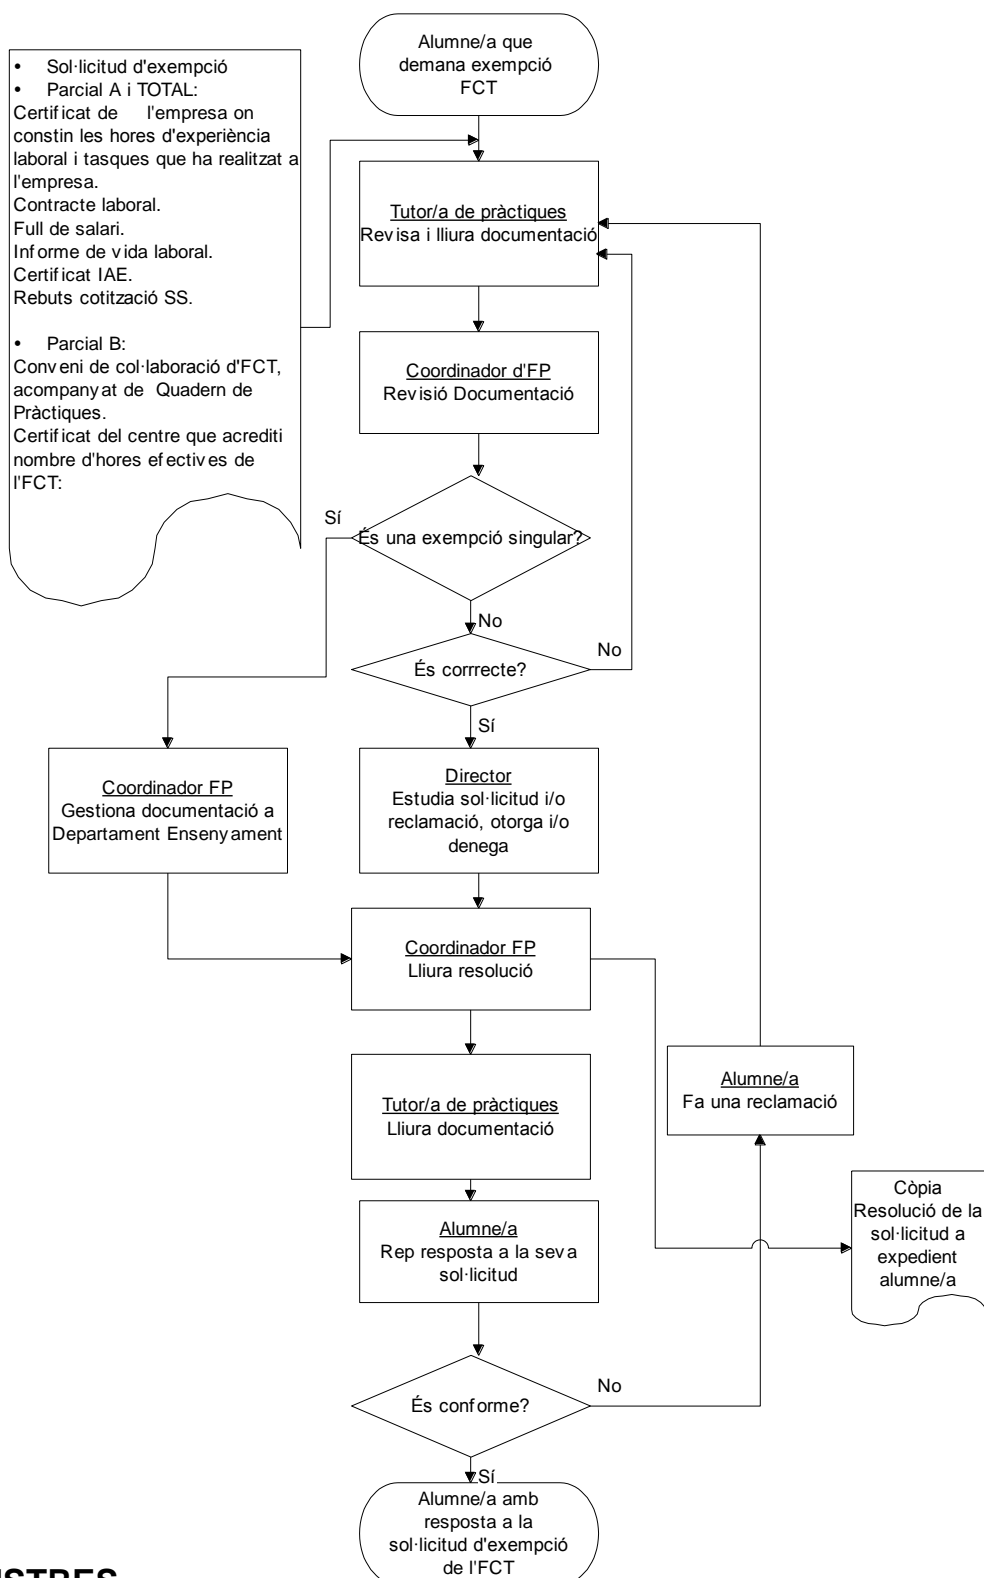 Alumne/a que
demana exempció
FCT
• Sol·licitud d'exempció
• Parcial A i TOTAL:
Certificat de l'empresa on
constin les hores d'experiència
laboral i tasques que ha realitzat a
l'empresa.
Contracte laboral.
Full de salari.
Informe de vida laboral.
Certificat IAE.
Rebuts cotització SS.
• Parcial B:
Conveni de col·laboració d'FCT,
acompanyat de Quadern de
Pràctiques.
Certificat del centre que acrediti
nombre d'hores efectives de
l'FCT:
Tutor/a de pràctiques
Revisa i lliura documentació
Coordinador d'FP
Revisió Documentació
Sí
És una exempció singular?
No
És corrrecte?
No
Sí
Coordinador FP
Gestiona documentació a
Departament Ensenyament
Director
Estudia sol·licitud i/o
reclamació, otorga i/o
denega
Coordinador FP
Lliura resolució
Tutor/a de pràctiques
Lliura documentació
Alumne/a
Fa una reclamació
Alumne/a
Rep resposta a la seva
sol·licitud
Còpia
Resolució de la
sol·licitud a
expedient
alumne/a
És conforme?
No
Sí
Alumne/a amb
resposta a la
sol·licitud d'exempció
de l'FCT